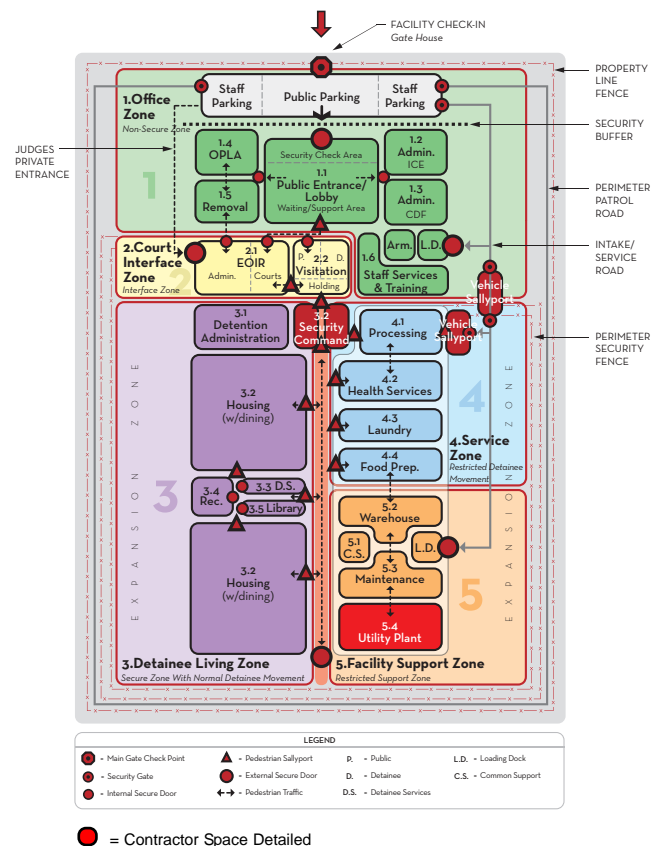 FACILITY CHECK-IN
Gate House
PROPERTY
LINE
FENCE
SECURITY
BUFFER
JUDGES
PRIVATE
ENTRANCE
PERIMETER
PATROL
ROAD
INTAKE/
SERVICE
ROAD
PERIMETER
SECURITY
FENCE
1.Office
Zone
Non-Secure Zone
1
Staff
Parking
Public Parking
Staff
Parking
1.4
OPLA
Security Check Area
1.1
Public Entrance/
Lobby
Waiting/Support Area
1.2
Admin.
ICE
1.5
Removal
1.3
Admin.
CDF
1.6
Arm.
L.D.
Staff Services
& Training
Vehicle
Sallyport
2.Court
Interface
Zone
Interface Zone
2
2.1
EOIR
Admin.
Courts
2.2
Visitation
P.
D.
Holding
3.1
Detention
Administration
3.2
Security
Command
4.1
Processing
Vehicle
Sallyport
3.2
Housing
(w/dining)
4.2
Health Services
4.3
Laundry
4
4.Service
Zone
Restricted Detainee
Movement
4.4
Food Prep.
EXPANSION ZONE
3
3.4
Rec.
3.3 D.S.
3.5 Library
3.2
Housing
(w/dining)
5.2
Warehouse
5.1
C.S.
L.D.
5.3
Maintenance
5
EXPANSION ZONE
5.4
Utility Plant
3.Detainee Living Zone
Secure Zone With Normal Detainee Movement
5.Facility Support Zone
Restricted Support Zone
LEGEND
- Main Gate Check Point
- Pedestrian Sallyport
P. - Public
L.D. - Loading Dock
- Security Gate
- External Secure Door
D. - Detainee
C.S. - Common Support
- Internal Secure Door
- Pedestrian Traffic
D.S. - Detainee Services
= Contractor Space Detailed